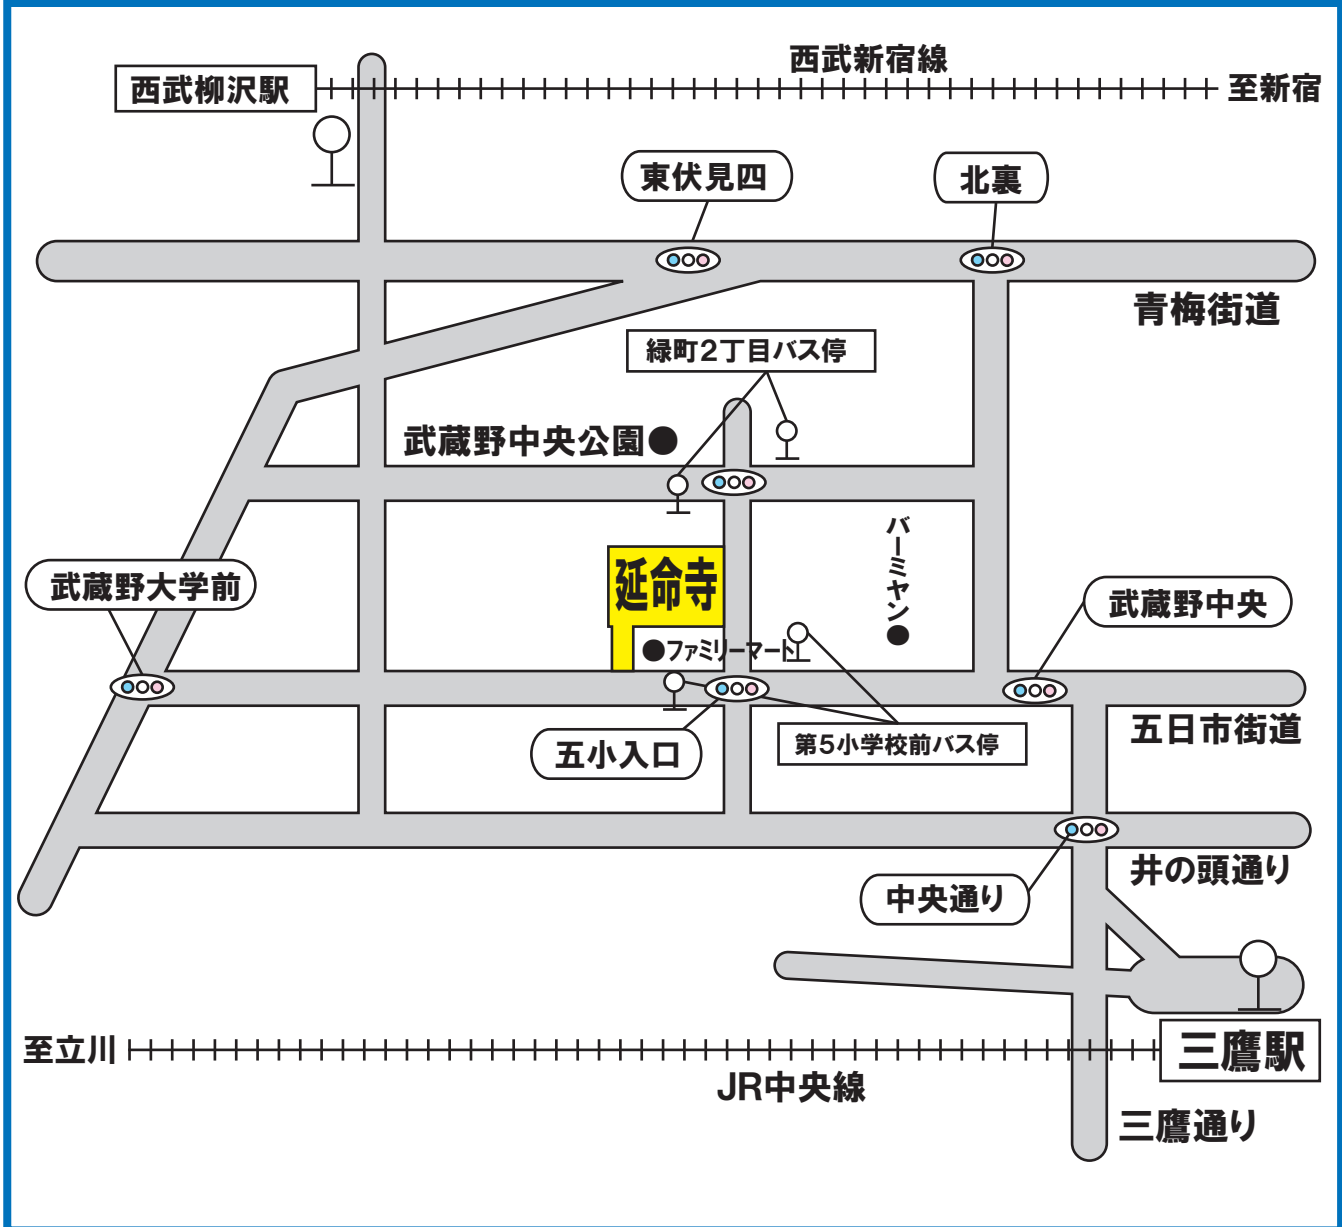 西武新宿線
西武柳沢駅
至新宿
東伏見四
北裏
青梅街道
緑町2丁目バス停
武蔵野中央公園
バーミヤン
延命寺
武蔵野大学前
武蔵野中央
ファミリーマート
五日市街道
五小入口
第5小学校前バス停
井の頭通り
中央通り
至立川
三鷹駅
JR中央線
三鷹通り